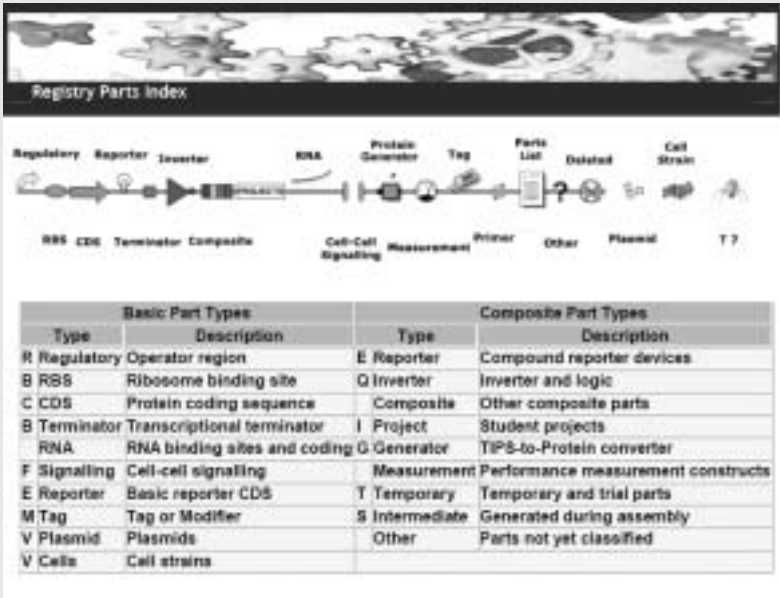 Registry Parts Index
Regulatory Reporter Inverter RNA Protein Generator Tag Parts List Deleted Cell Strain
RBS CDS Terminator Composite Cell-Cell Signalling Measurement Primer Other Plasmid T7
Basic Part Types Composite Part Types
Type Description Type Description
R Regulatory Operator region E Reporter Compound reporter devices
B RBS Ribosome binding site Q Inverter Inverter and logic
C CDS Protein coding sequence Composite Other composite parts
B Terminator Transcriptional terminator I Project Student projects
RNA RNA binding sites and coding G Generator TIPS-to-Protein converter
F Signalling Cell-cell signalling Measurement Performance measurement constructs
E Reporter Basic reporter CDS T Temporary Temporary and trial parts
M Tag Tag or Modifier S Intermediate Generated during assembly
V Plasmid Plasmids Other Parts not yet classified
V Cells Cell strains